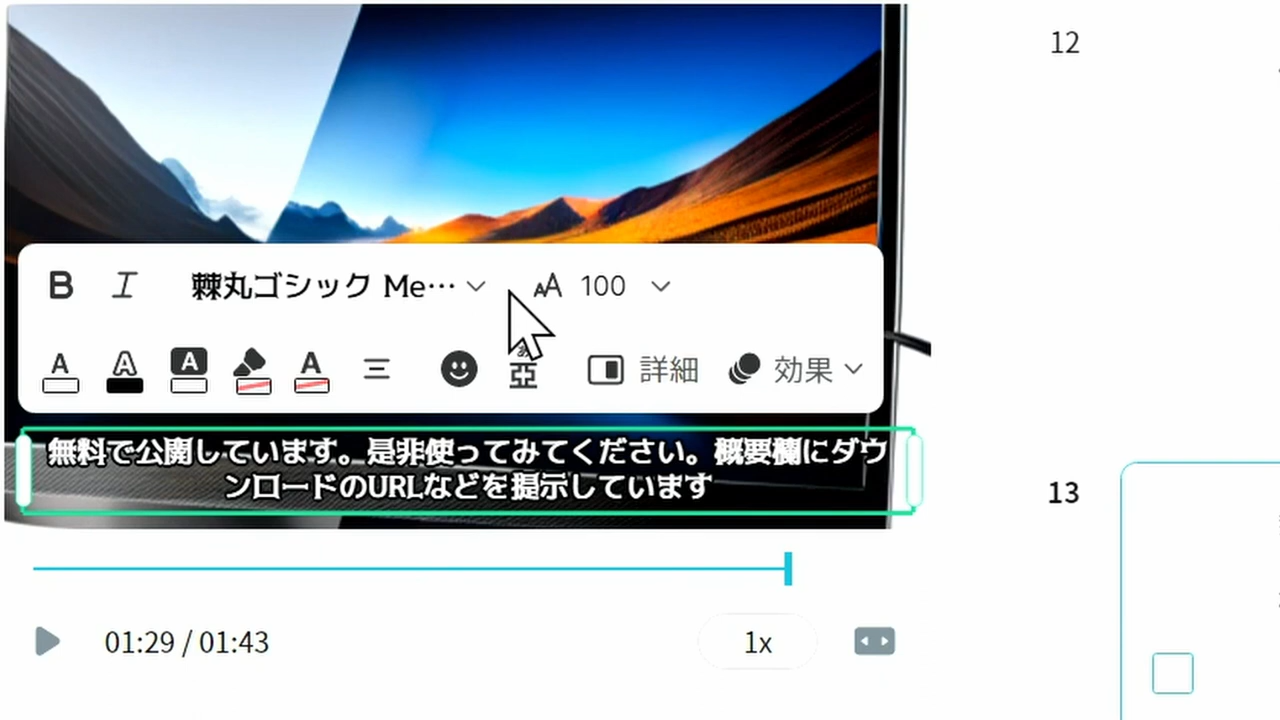 12
B I 棘丸ゴシック Me… AA 100
A A A A 亞 詳細 効果
無料で公開しています。是非使ってみてください。概要欄にダウ
ンロードのURLなどを提示しています
13
01:29 / 01:43 1x